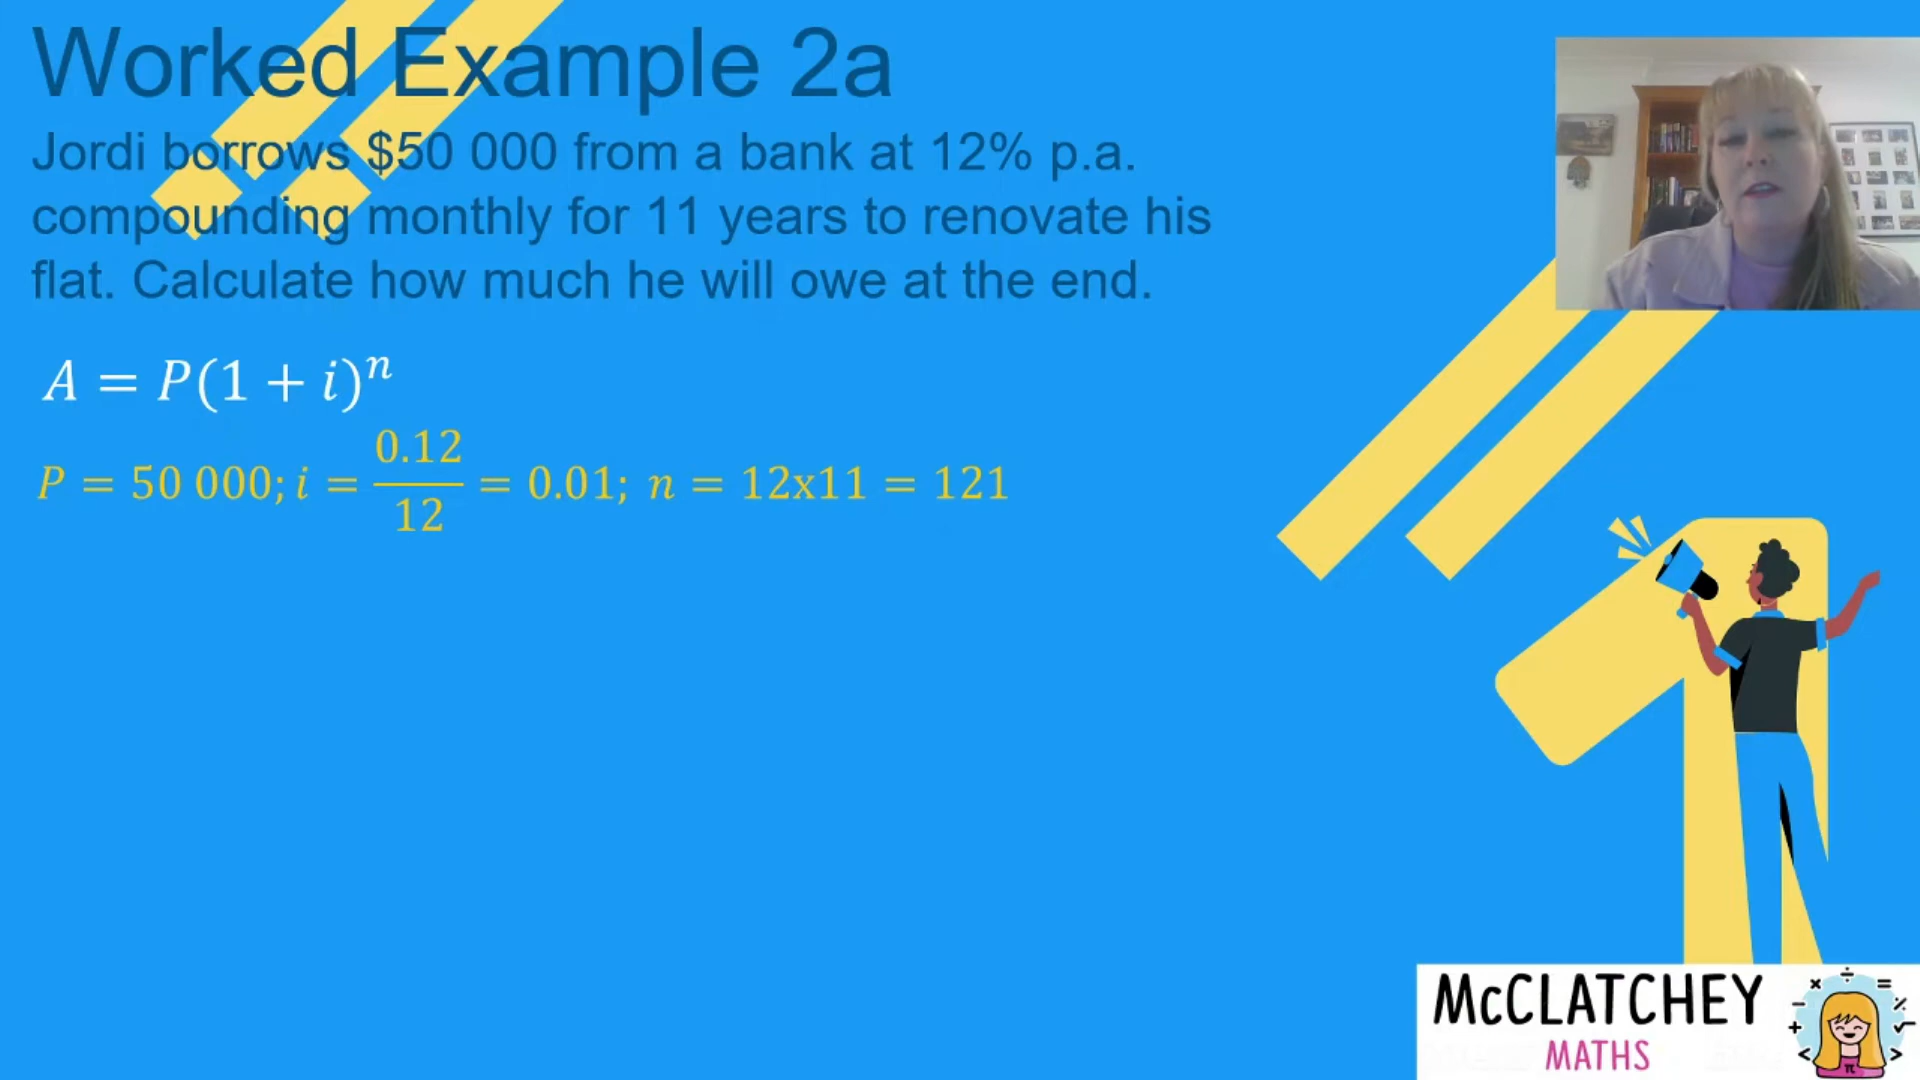 Worked Example 2a
Jordi borrows $50 000 from a bank at 12% p.a.
compounding monthly for 11 years to renovate his
flat. Calculate how much he will owe at the end.
A = P(1 + i)ⁿ
P = 50 000; i = 0.12/12 = 0.01; n = 12x11 = 121
McCLATCHEY
MATHS